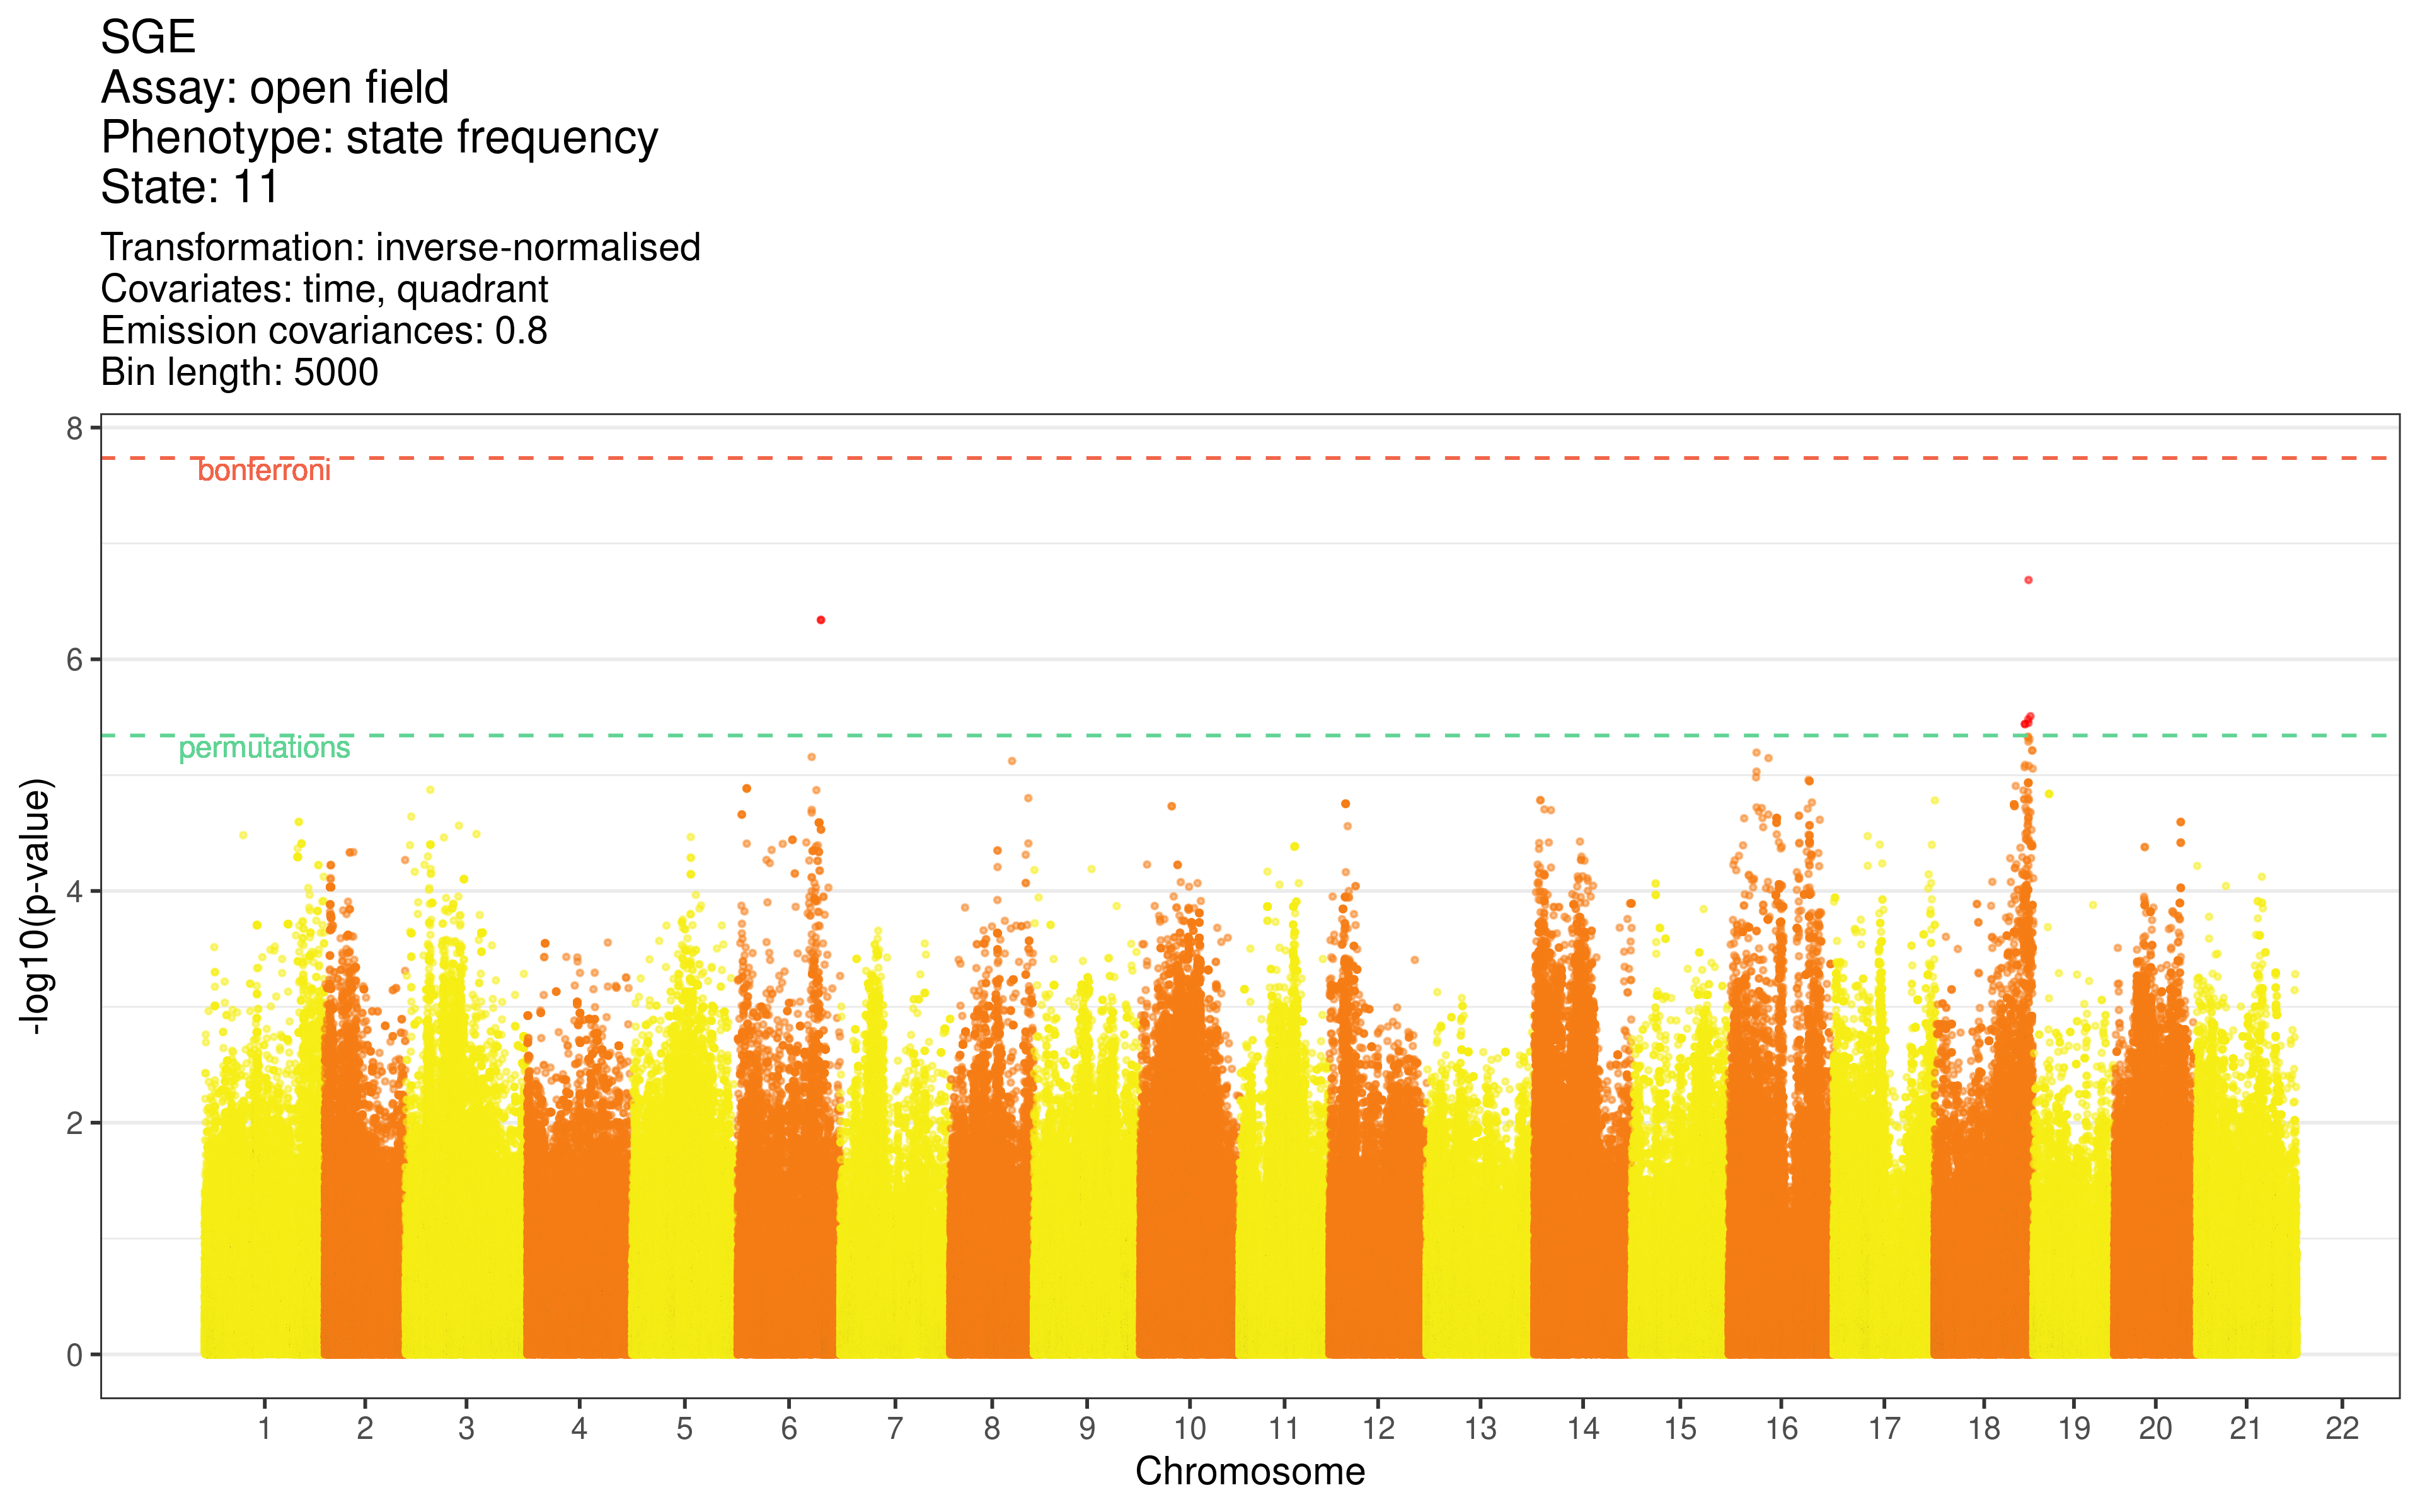 SGE
Assay: open field
Phenotype: state frequency
State: 11
Transformation: inverse-normalised
Covariates: time, quadrant
Emission covariances: 0.8
Bin length: 5000
8
bonferroni
6
permutations
4
2
0
-log10(p-value)
1 2 3 4 5 6 7 8 9 10 11 12 13 14 15 16 17 18 19 20 21 22
Chromosome